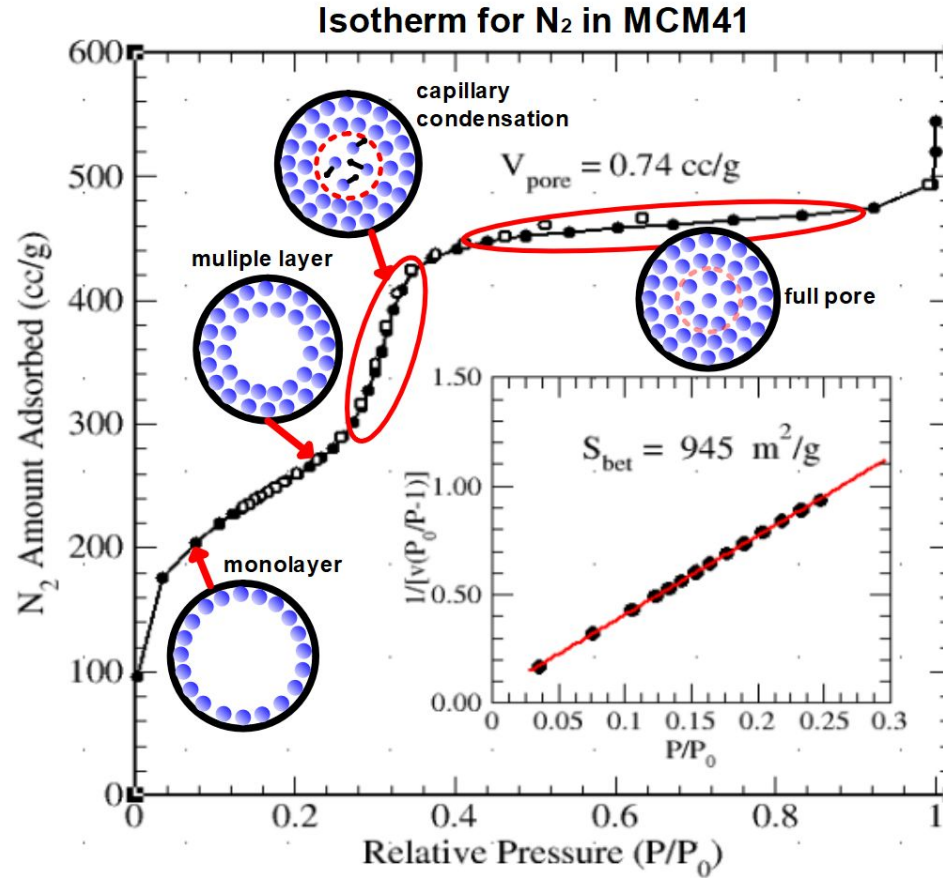 Isotherm for N₂ in MCM41
600
500
400
300
200
100
0
N₂ Amount Adsorbed (cc/g)
capillary
condensation
V_pore = 0.74 cc/g
muliple layer
full pore
monolayer
S_bet = 945 m²/g
1.50
1.00
0.50
0.00
1/[v(P₀/P-1)]
0
0.05
0.1
0.15
0.2
0.25
0.3
P/P₀
0
0.2
0.4
0.6
0.8
1
Relative Pressure (P/P₀)